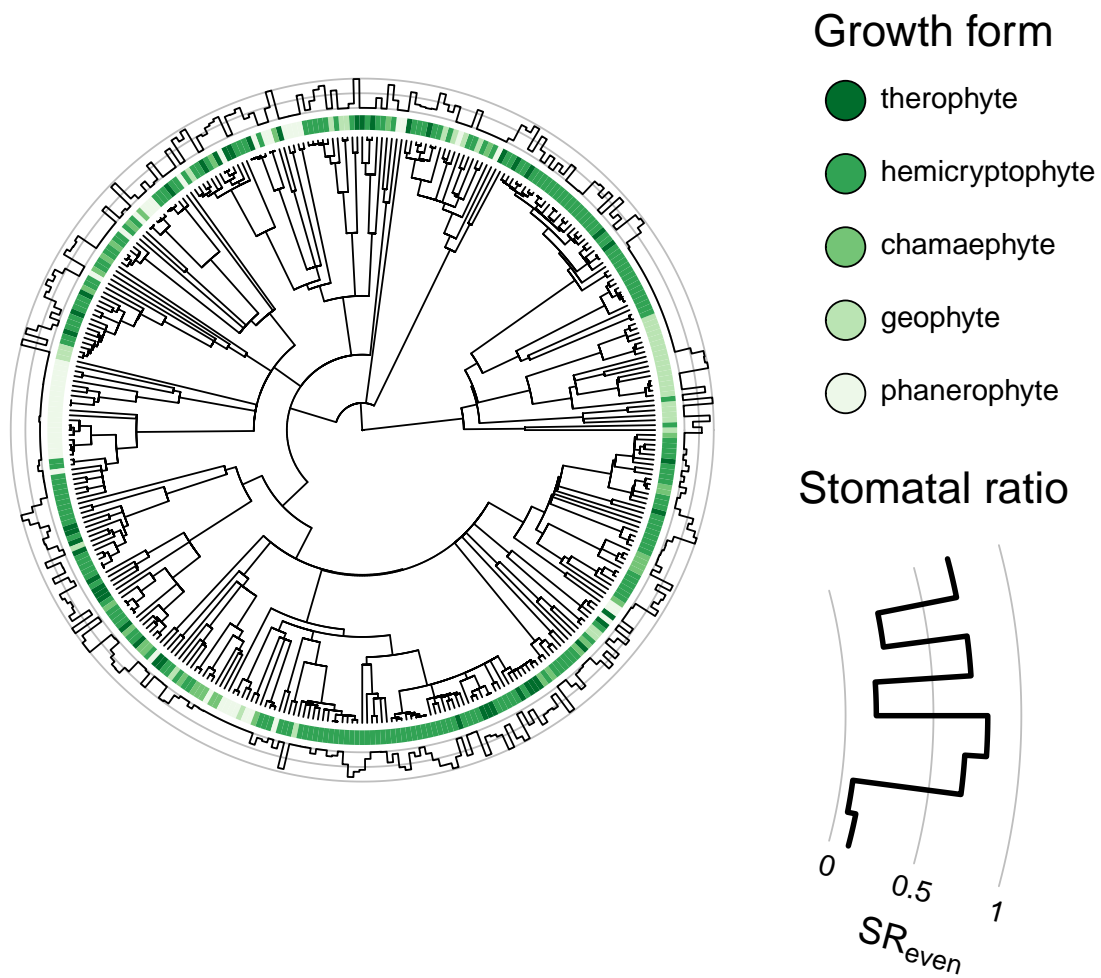 Growth form
therophyte
hemicryptophyte
chamaephyte
geophyte
phanerophyte
Stomatal ratio
0
0.5
1
SReven